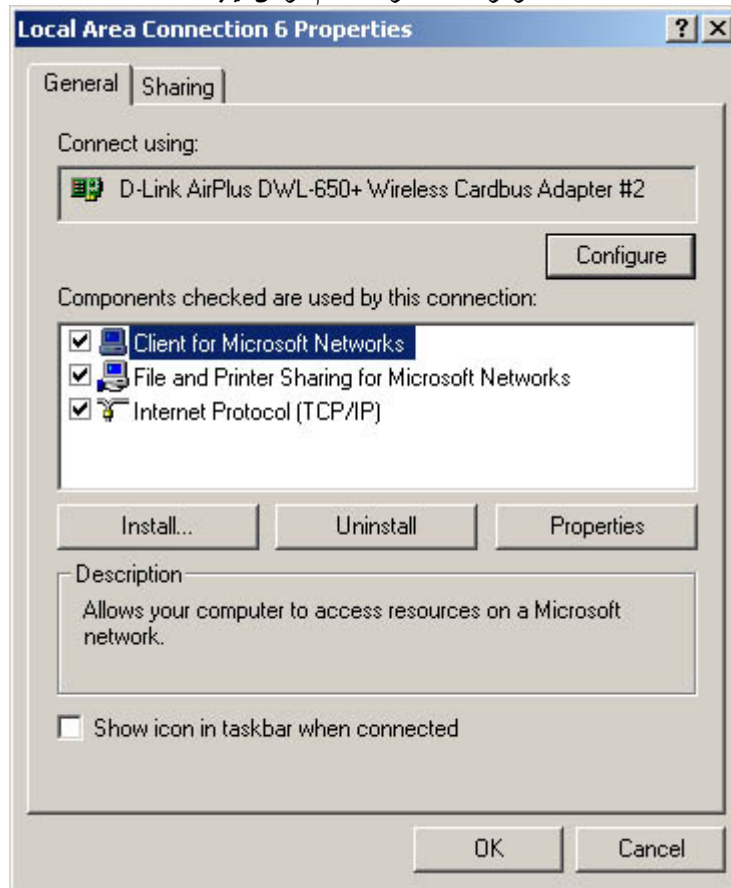 Local Area Connection 6 Properties
General
Sharing
Connect using:
D-Link AirPlus DWL-650+ Wireless Cardbus Adapter #2
Configure
Components checked are used by this connection:
Client for Microsoft Networks
File and Printer Sharing for Microsoft Networks
Internet Protocol (TCP/IP)
Install...
Uninstall
Properties
Description
Allows your computer to access resources on a Microsoft
network.
Show icon in taskbar when connected
OK
Cancel